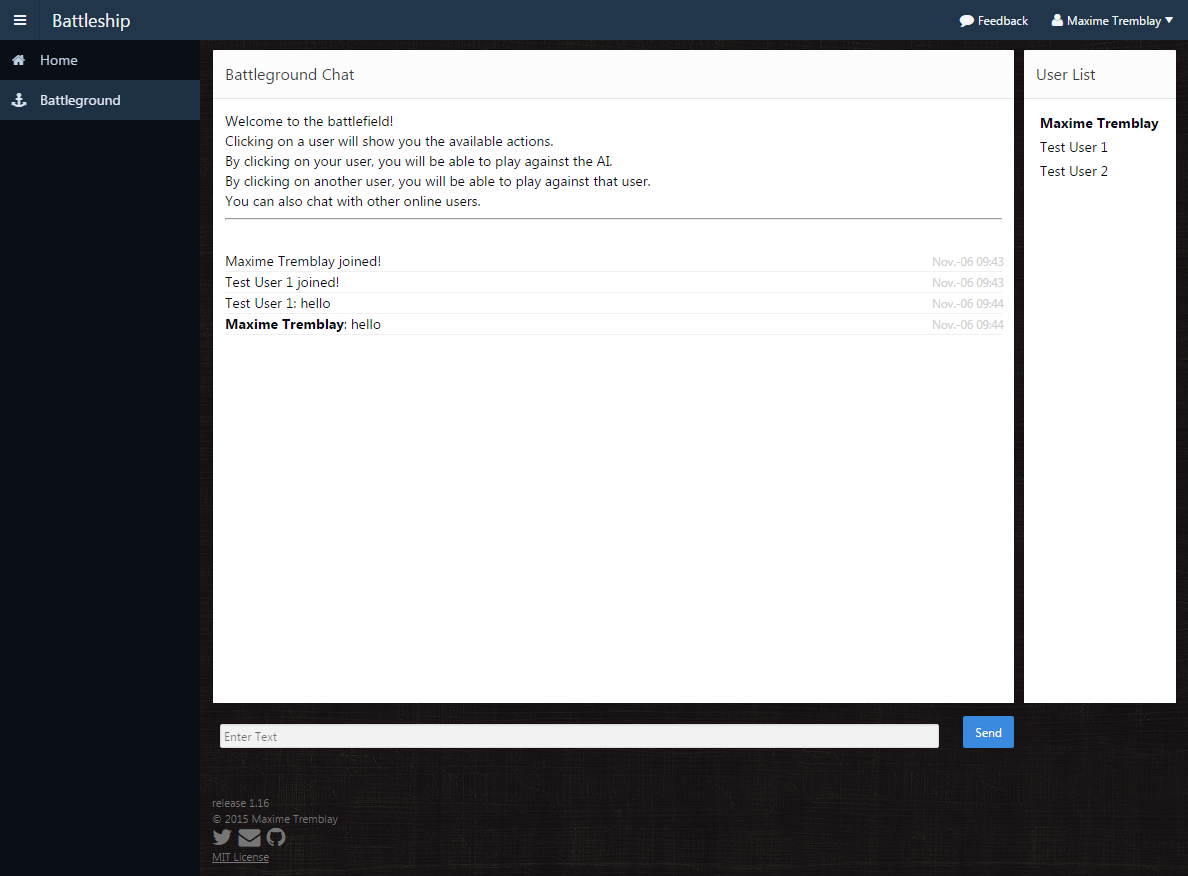 Battleship
Feedback
Maxime Tremblay
Home
Battleground
Battleground Chat
Welcome to the battlefield!
Clicking on a user will show you the available actions.
By clicking on your user, you will be able to play against the AI.
By clicking on another user, you will be able to play against that user.
You can also chat with other online users.
Maxime Tremblay joined! Nov.-06 09:43
Test User 1 joined! Nov.-06 09:43
Test User 1: hello Nov.-06 09:44
Maxime Tremblay: hello Nov.-06 09:44
User List
Maxime Tremblay
Test User 1
Test User 2
Enter Text
Send
release 1.16
© 2015 Maxime Tremblay
MIT License